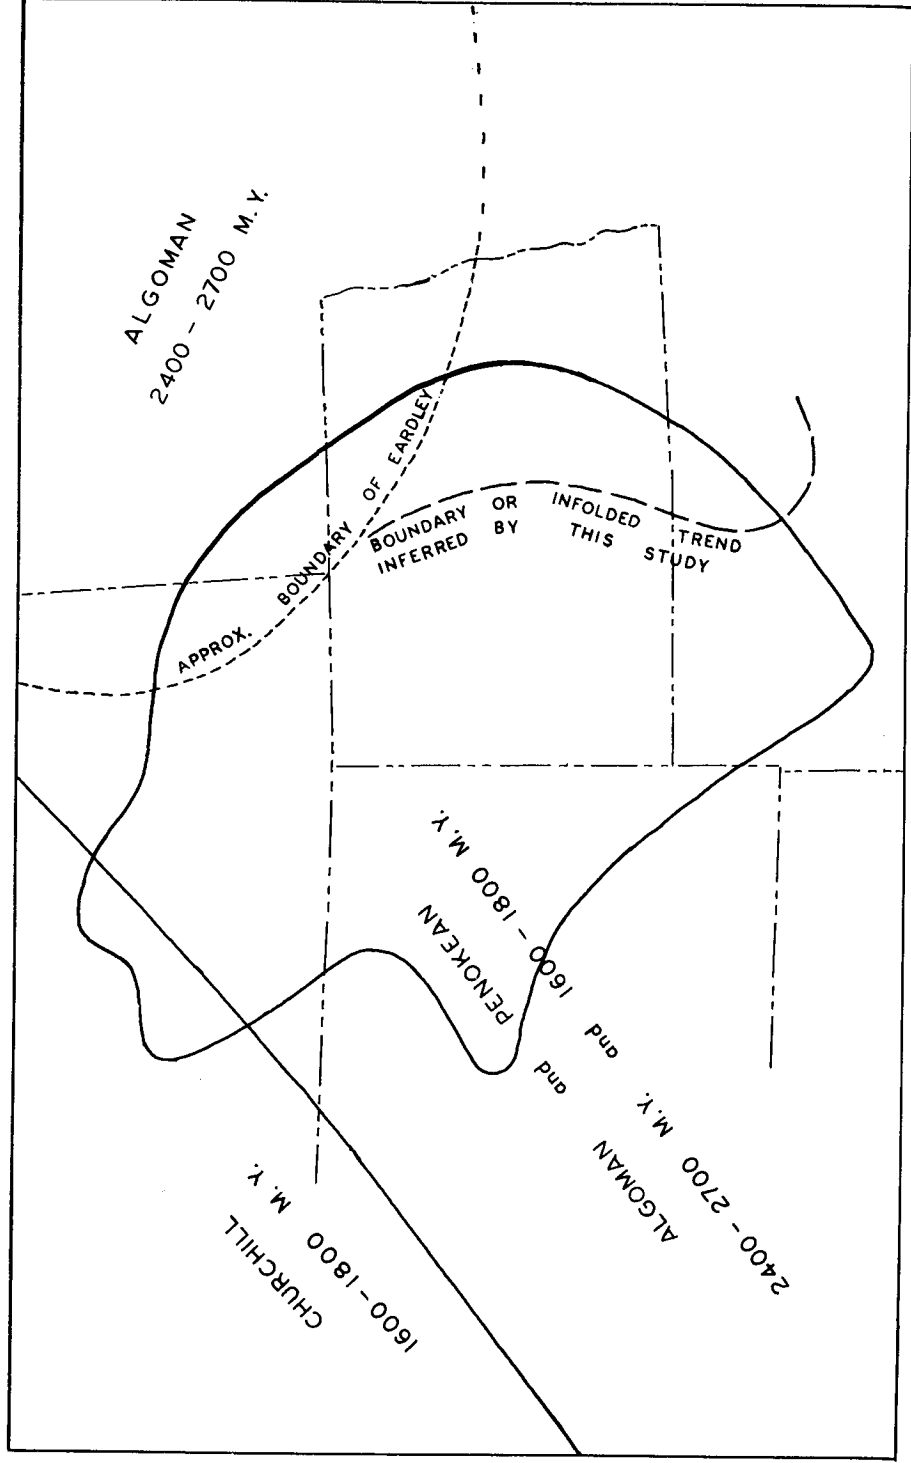 ALGOMAN
2400 – 2700 M.Y.
APPROX. BOUNDARY OF EARDLEY
BOUNDARY OR INFOLDED TREND
INFERRED BY THIS STUDY
PENOKEAN
1600 – 1800 M.Y.
and
and
ALGOMAN
2400 – 2700 M.Y.
CHURCHILL
1600 – 1800 M.Y.